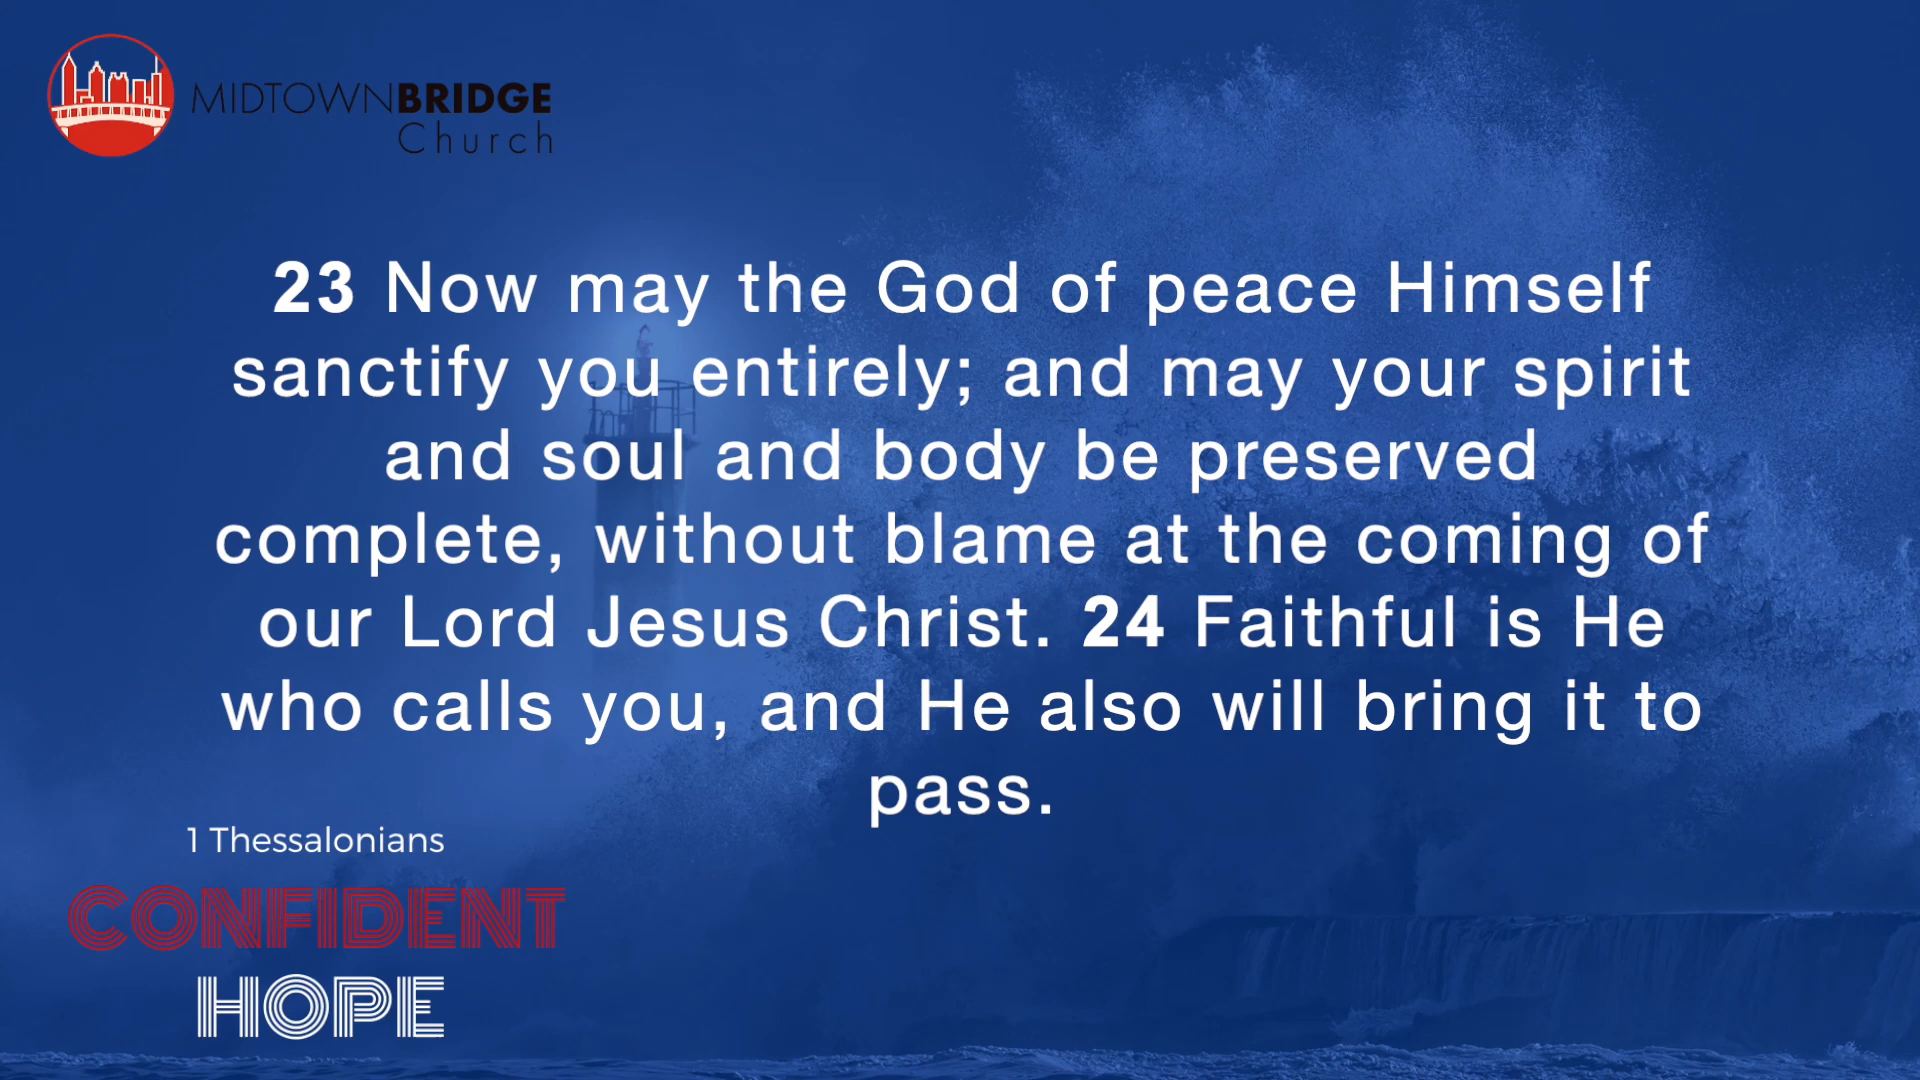 MIDTOWNBRIDGE
Church
23 Now may the God of peace Himself
sanctify you entirely; and may your spirit
and soul and body be preserved
complete, without blame at the coming of
our Lord Jesus Christ. 24 Faithful is He
who calls you, and He also will bring it to
pass.
1 Thessalonians
CONFIDENT
HOPE